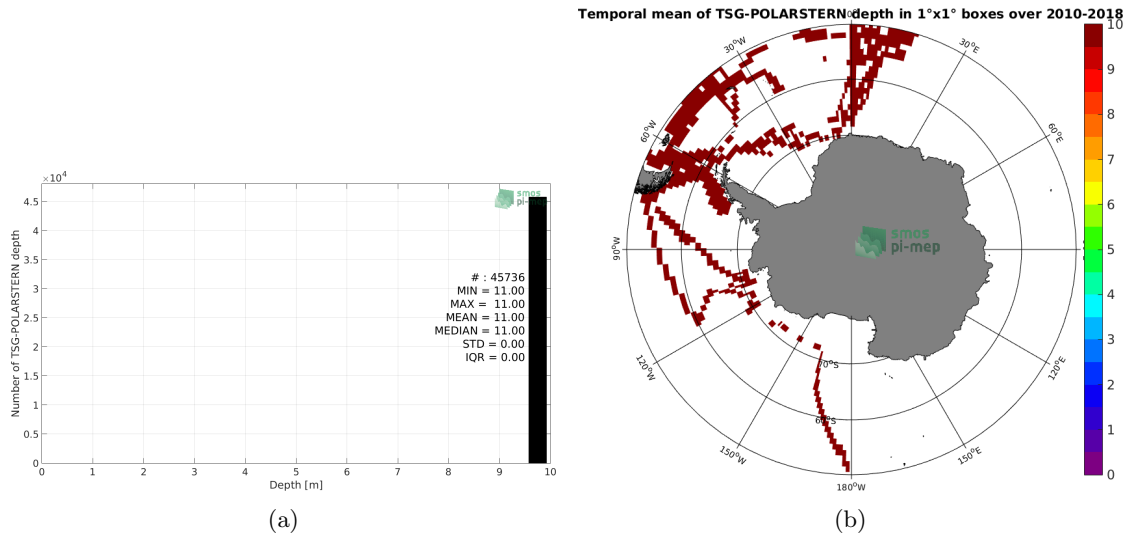 ×10⁴
4.5
4
3.5
3
2.5
2
1.5
1
0.5
0
Number of TSG-POLARSTERN depth
smos
pi-mep
# : 45736
MIN = 11.00
MAX = 11.00
MEAN = 11.00
MEDIAN = 11.00
STD = 0.00
IQR = 0.00
0 1 2 3 4 5 6 7 8 9 10
Depth [m]
(a)
Temporal mean of TSG-POLARSTERN depth in 1°x1° boxes over 2010-2018
30°W
30°E
60°W
60°E
90°W
120°W
120°E
150°W
150°E
180°W
70°S
60°S
smos
pi-mep
10
9
8
7
6
5
4
3
2
1
0
(b)